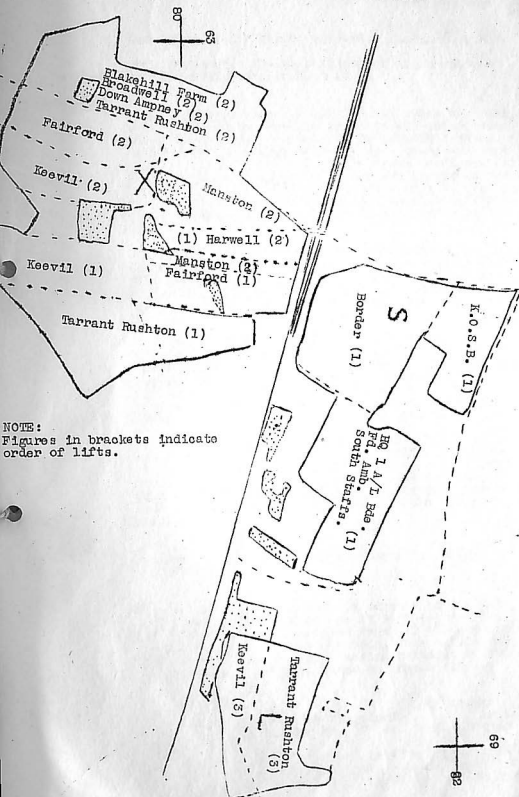 63
80
Blakehill Farm (2)
Broadwell (2)
Down Ampney (2)
Tarrant Rushton (2)
Fairford (2)
Keevil (2)
X
Manston (2)
(1) Harwell (2)
Manston (2)
Fairford (1)
Keevil (1)
Tarrant Rushton (1)
K.O.S.B. (1)
S
Border (1)
HQ 1 A/L Bde.
Fd. Amb. (1)
South Staffs.
Tarrant Rushton
(3)
L
Keevil (3)
69
82
NOTE:
Figures in brackets indicate
order of lifts.